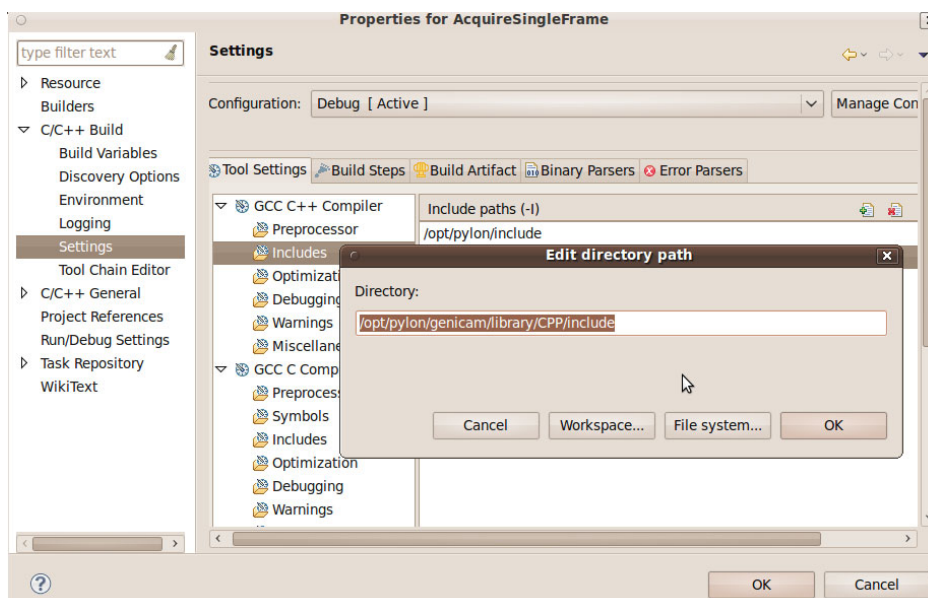 Properties for AcquireSingleFrame
type filter text
Resource
Builders
C/C++ Build
Build Variables
Discovery Options
Environment
Logging
Settings
Tool Chain Editor
C/C++ General
Project References
Run/Debug Settings
Task Repository
WikiText
Settings
Configuration:
Debug [ Active ]
Manage Con
Tool Settings
Build Steps
Build Artifact
Binary Parsers
Error Parsers
GCC C++ Compiler
Preprocessor
Includes
Optimizati
Debugging
Warnings
Miscellane
GCC C Comp
Preprocess
Symbols
Includes
Optimization
Debugging
Warnings
Include paths (-I)
/opt/pylon/include
Edit directory path
Directory:
/opt/pylon/genicam/library/CPP/include
Cancel
Workspace...
File system...
OK
OK
Cancel